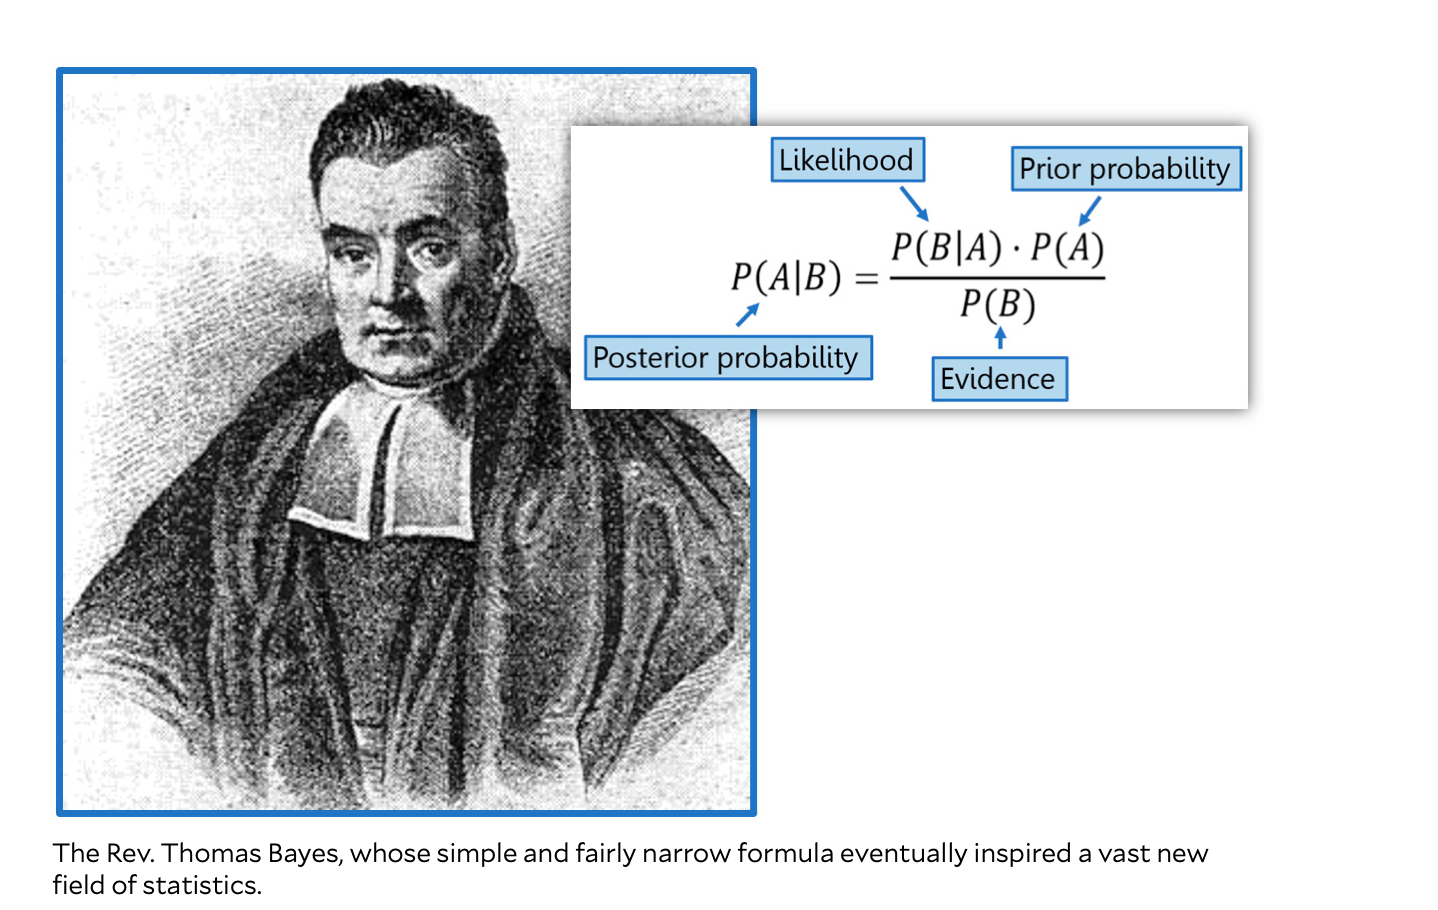 Likelihood
Prior probability
P(A|B) = P(B|A) · P(A)
P(B)
Posterior probability
Evidence
The Rev. Thomas Bayes, whose simple and fairly narrow formula eventually inspired a vast new
field of statistics.